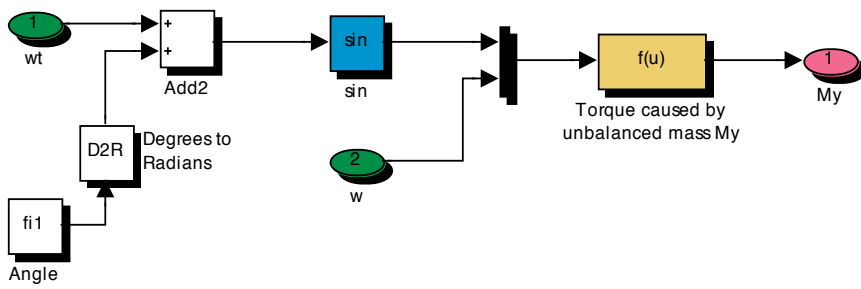 1
wt
+
+
Add2
sin
sin
f(u)
Torque caused by
unbalanced mass My
1
My
D2R
Degrees to
Radians
2
w
fi1
Angle